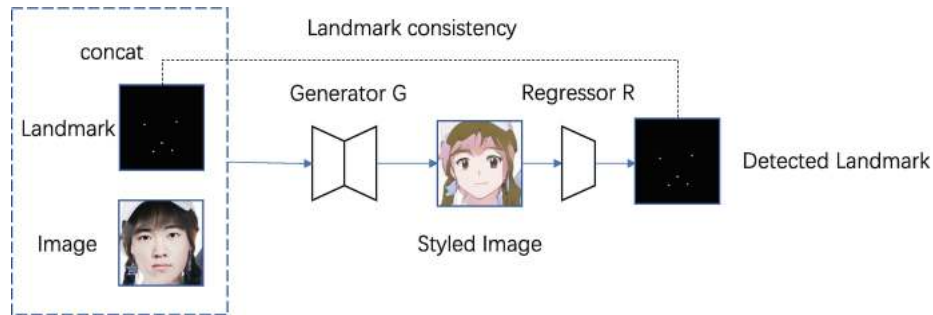 Landmark consistency
concat
Generator G
Regressor R
Landmark
Detected Landmark
Image
Styled Image